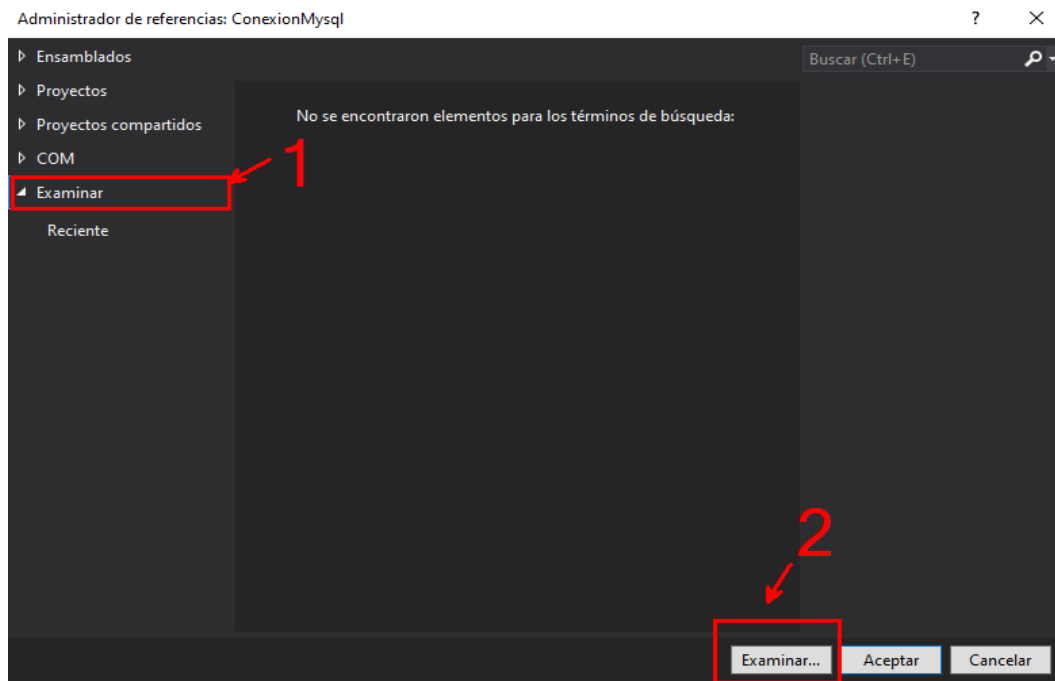 Administrador de referencias: ConexionMysql ?
Ensamblados
Buscar (Ctrl+E)
Proyectos
No se encontraron elementos para los términos de búsqueda:
Proyectos compartidos
COM
1
Examinar
Reciente
2
Examinar... Aceptar Cancelar